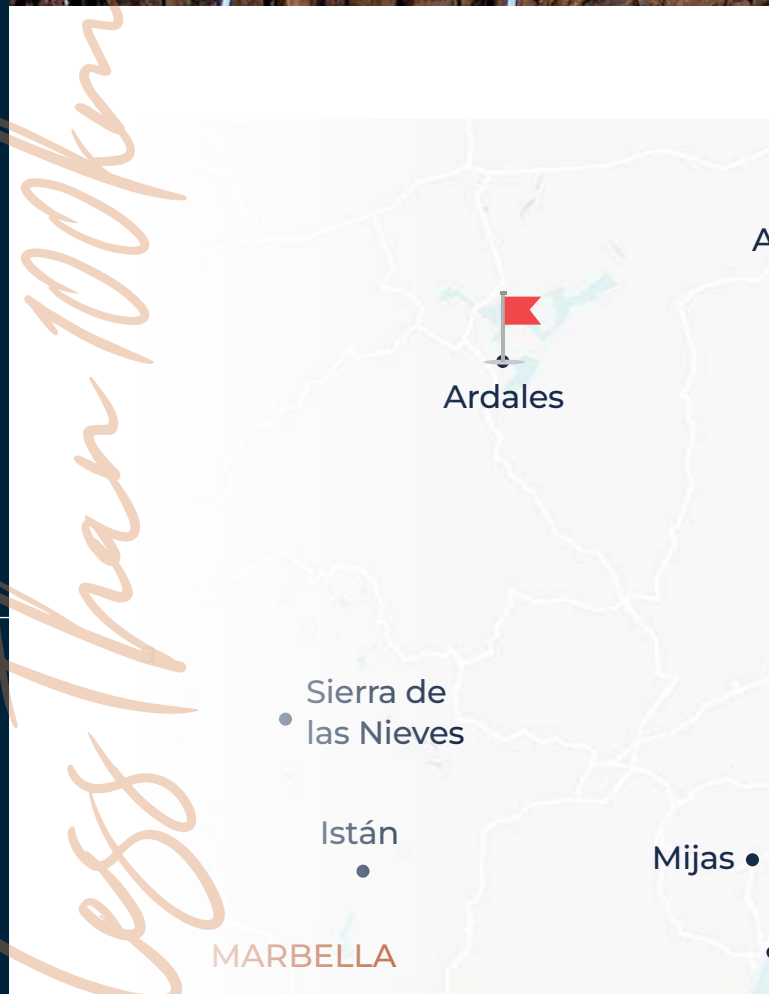 less Than 100km
A
Ardales
Sierra de
las Nieves
Istán
Mijas
MARBELLA